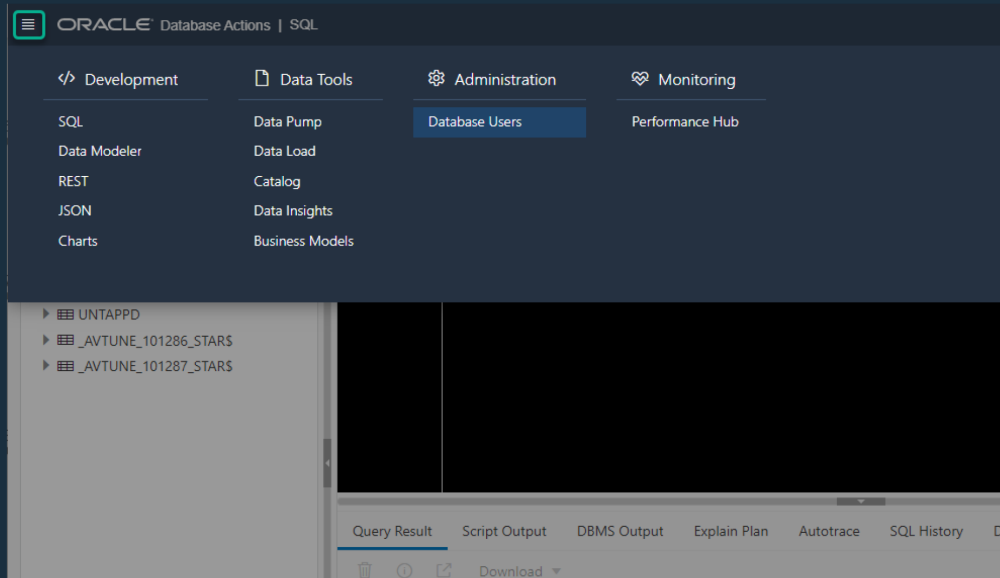 ORACLE Database Actions | SQL
Development
SQL
Data Modeler
REST
JSON
Charts
Data Tools
Data Pump
Data Load
Catalog
Data Insights
Business Models
Administration
Database Users
Monitoring
Performance Hub
UNTAPPD
_AVTUNE_101286_STAR$
_AVTUNE_101287_STAR$
Query Result Script Output DBMS Output Explain Plan Autotrace SQL History
Download